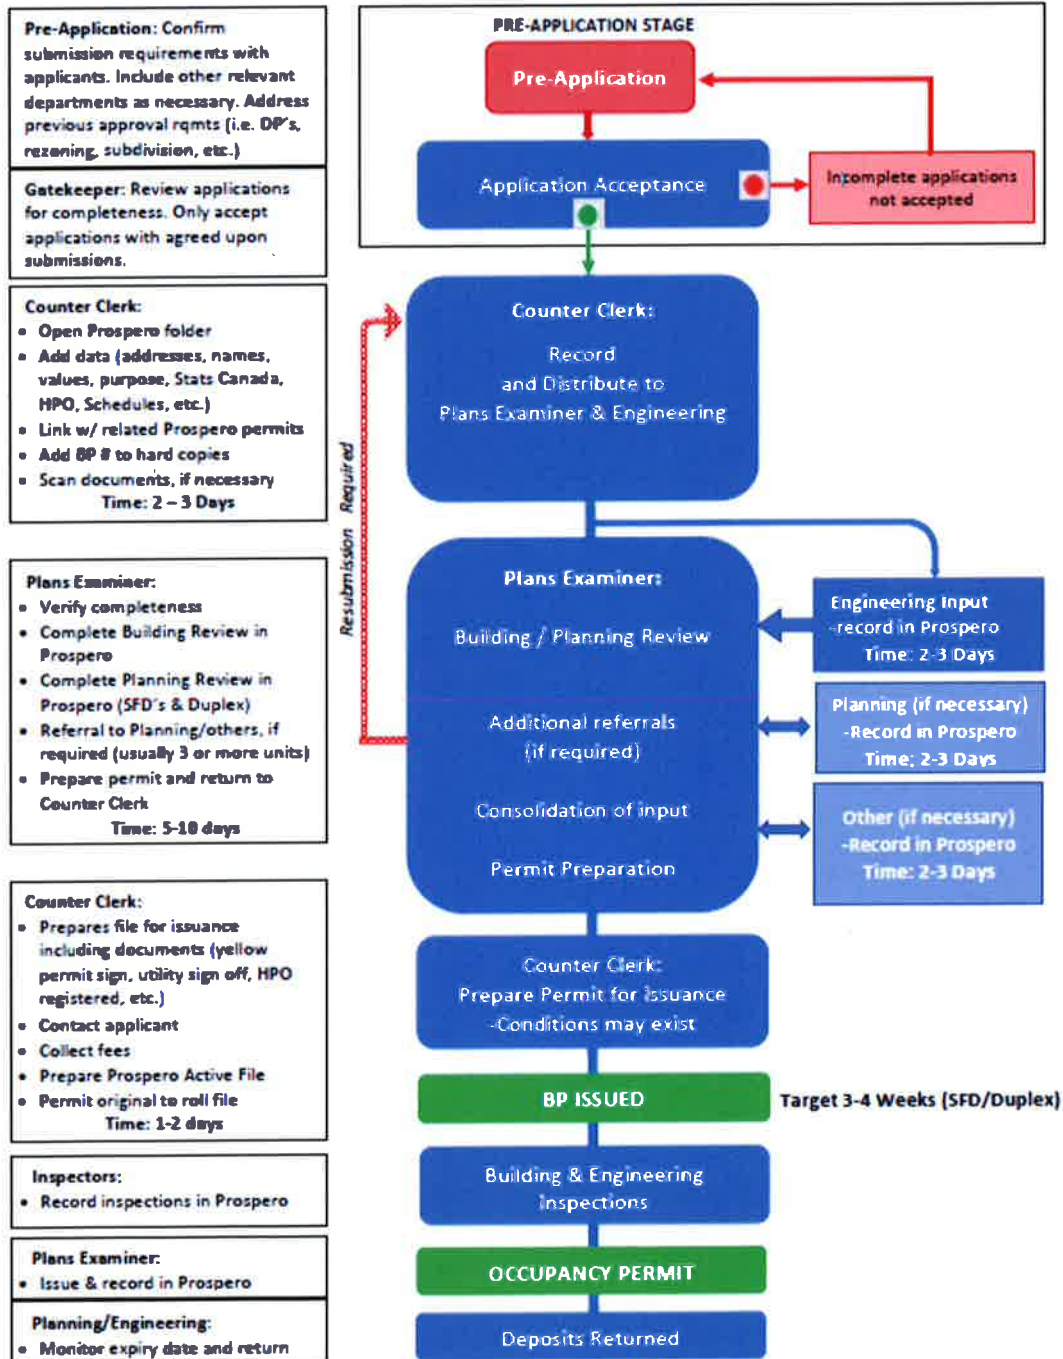 Pre-Application: Confirm
submission requirements with
applicants. Include other relevant
departments as necessary. Address
previous approval rqmts (i.e. DP's,
rezoning, subdivision, etc.)
Gatekeeper: Review applications
for completeness. Only accept
applications with agreed upon
submissions.
Counter Clerk:
• Open Prospero folder
• Add data (addresses, names,
values, purpose, Stats Canada,
HPO, Schedules, etc.)
• Link w/ related Prospero permits
• Add BP # to hard copies
• Scan documents, if necessary
Time: 2 – 3 Days
Plans Examiner:
• Verify completeness
• Complete Building Review in
Prospero
• Complete Planning Review in
Prospero (SFD's & Duplex)
• Referral to Planning/others, if
required (usually 3 or more units)
• Prepare permit and return to
Counter Clerk
Time: 5-10 days
Counter Clerk:
• Prepares file for issuance
including documents (yellow
permit sign, utility sign off, HPO
registered, etc.)
• Contact applicant
• Collect fees
• Prepare Prospero Active File
• Permit original to roll file
Time: 1-2 days
Inspectors:
• Record inspections in Prospero
Plans Examiner:
• Issue & record in Prospero
Planning/Engineering:
• Monitor expiry date and return
PRE-APPLICATION STAGE
Pre-Application
Application Acceptance
Incomplete applications
not accepted
Counter Clerk:
Record
and Distribute to
Plans Examiner & Engineering
Resubmission Required
Plans Examiner:
Building / Planning Review
Additional referrals
(if required)
Consolidation of input
Permit Preparation
Engineering Input
-record in Prospero
Time: 2-3 Days
Planning (if necessary)
-Record in Prospero
Time: 2-3 Days
Other (if necessary)
-Record in Prospero
Time: 2-3 Days
Counter Clerk:
Prepare Permit for Issuance
-Conditions may exist
BP ISSUED
Target 3-4 Weeks (SFD/Duplex)
Building & Engineering
Inspections
OCCUPANCY PERMIT
Deposits Returned